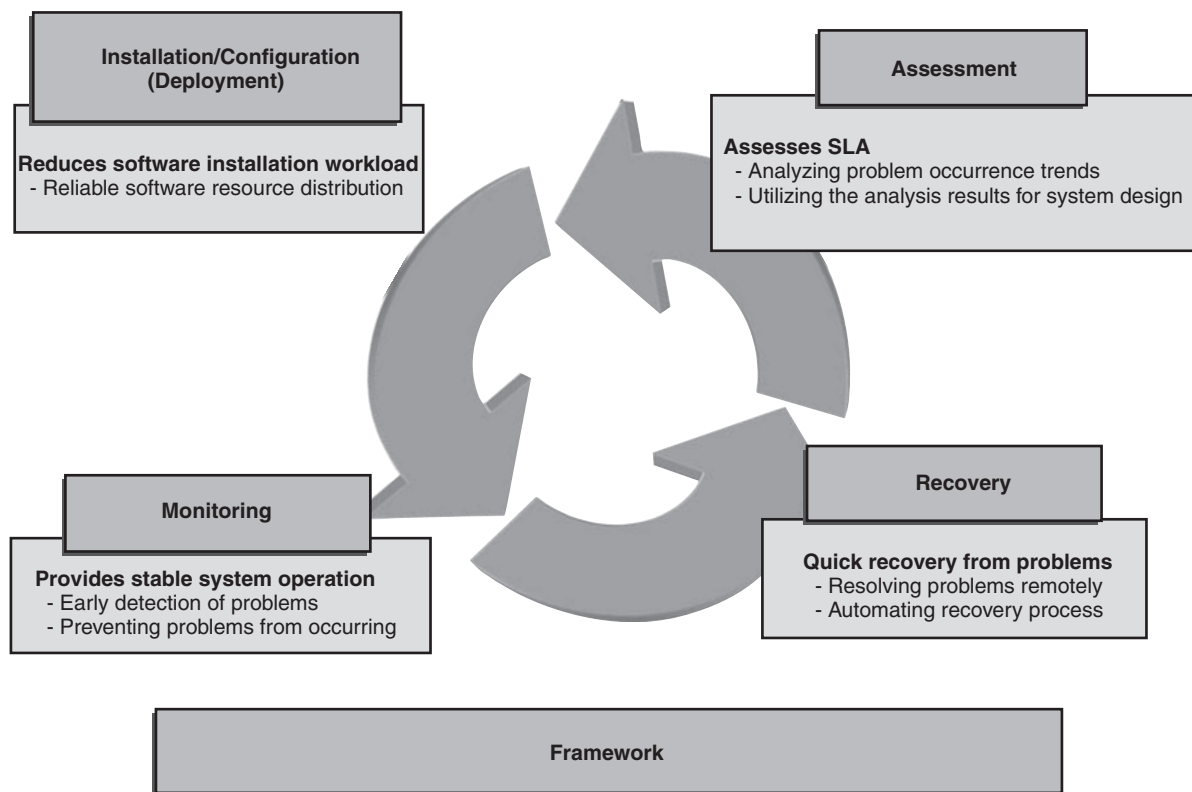 Installation/Configuration
(Deployment)
Reduces software installation workload
- Reliable software resource distribution
Assessment
Assesses SLA
- Analyzing problem occurrence trends
- Utilizing the analysis results for system design
Monitoring
Provides stable system operation
- Early detection of problems
- Preventing problems from occurring
Recovery
Quick recovery from problems
- Resolving problems remotely
- Automating recovery process
Framework